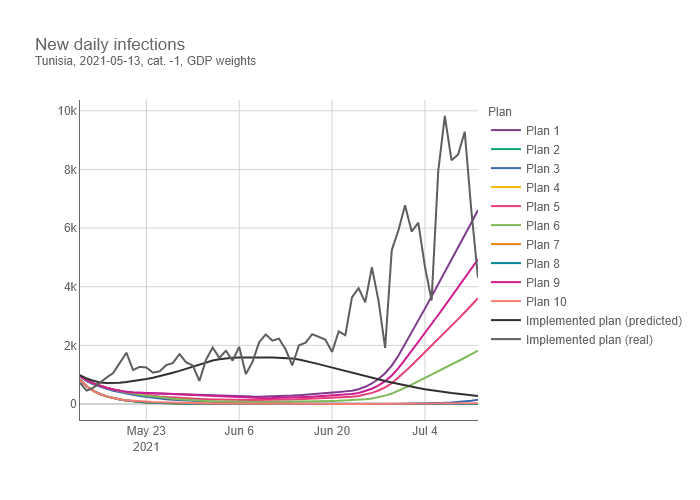 New daily infections
Tunisia, 2021-05-13, cat. -1, GDP weights
10k
8k
6k
4k
2k
0
May 23
2021
Jun 6
Jun 20
Jul 4
Plan
Plan 1
Plan 2
Plan 3
Plan 4
Plan 5
Plan 6
Plan 7
Plan 8
Plan 9
Plan 10
Implemented plan (predicted)
Implemented plan (real)